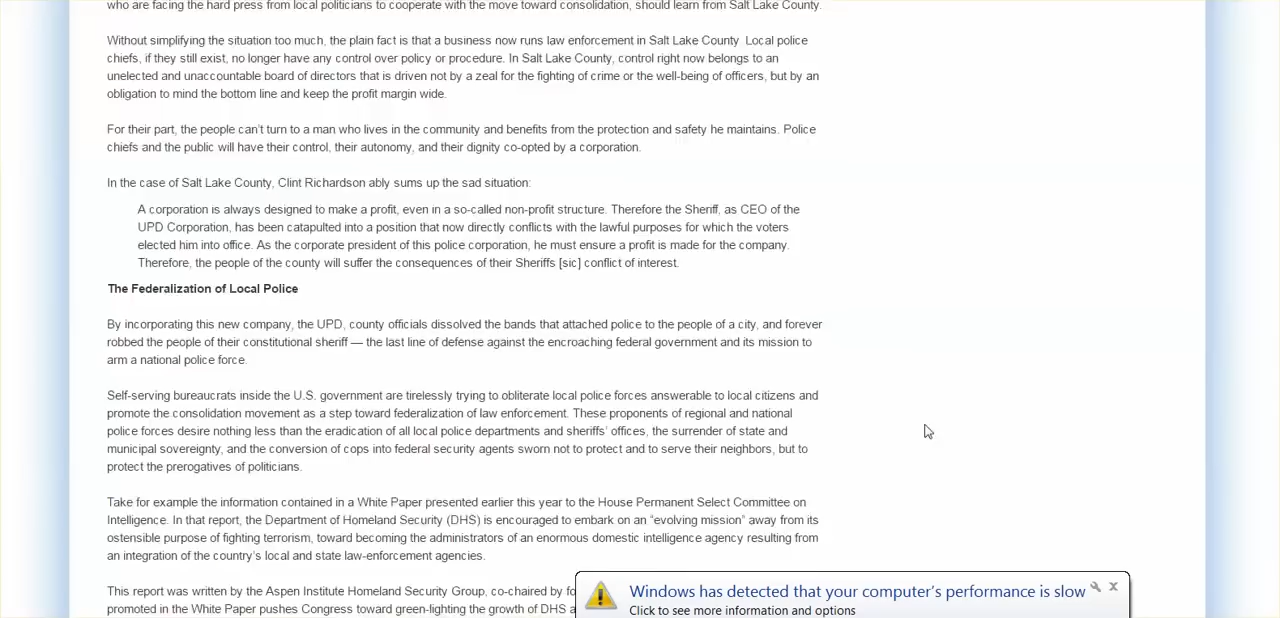 who are facing the hard press from local politicians to cooperate with the move toward consolidation, should learn from Salt Lake County.
Without simplifying the situation too much, the plain fact is that a business now runs law enforcement in Salt Lake County  Local police
chiefs, if they still exist, no longer have any control over policy or procedure. In Salt Lake County, control right now belongs to an
unelected and unaccountable board of directors that is driven not by a zeal for the fighting of crime or the well-being of officers, but by an
obligation to mind the bottom line and keep the profit margin wide.
For their part, the people can't turn to a man who lives in the community and benefits from the protection and safety he maintains. Police
chiefs and the public will have their control, their autonomy, and their dignity co-opted by a corporation.
In the case of Salt Lake County, Clint Richardson ably sums up the sad situation:
A corporation is always designed to make a profit, even in a so-called non-profit structure. Therefore the Sheriff, as CEO of the
UPD Corporation, has been catapulted into a position that now directly conflicts with the lawful purposes for which the voters
elected him into office. As the corporate president of this police corporation, he must ensure a profit is made for the company.
Therefore, the people of the county will suffer the consequences of their Sheriffs [sic] conflict of interest.
The Federalization of Local Police
By incorporating this new company, the UPD, county officials dissolved the bands that attached police to the people of a city, and forever
robbed the people of their constitutional sheriff — the last line of defense against the encroaching federal government and its mission to
arm a national police force.
Self-serving bureaucrats inside the U.S. government are tirelessly trying to obliterate local police forces answerable to local citizens and
promote the consolidation movement as a step toward federalization of law enforcement. These proponents of regional and national
police forces desire nothing less than the eradication of all local police departments and sheriffs' offices, the surrender of state and
municipal sovereignty, and the conversion of cops into federal security agents sworn not to protect and to serve their neighbors, but to
protect the prerogatives of politicians.
Take for example the information contained in a White Paper presented earlier this year to the House Permanent Select Committee on
Intelligence. In that report, the Department of Homeland Security (DHS) is encouraged to embark on an “evolving mission” away from its
ostensible purpose of fighting terrorism, toward becoming the administrators of an enormous domestic intelligence agency resulting from
an integration of the country's local and state law-enforcement agencies.
This report was written by the Aspen Institute Homeland Security Group, co-chaired by fo
promoted in the White Paper pushes Congress toward green-lighting the growth of DHS a
Windows has detected that your computer's performance is slow
Click to see more information and options